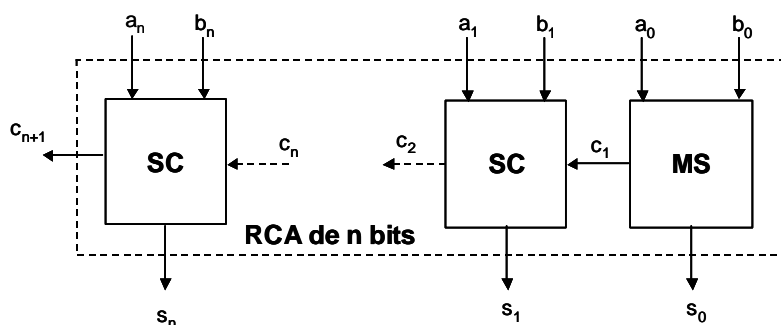 aₙ bₙ a₁ b₁ a₀ b₀
cₙ₊₁ SC cₙ c₂ SC c₁ MS
RCA de n bits
sₙ s₁ s₀